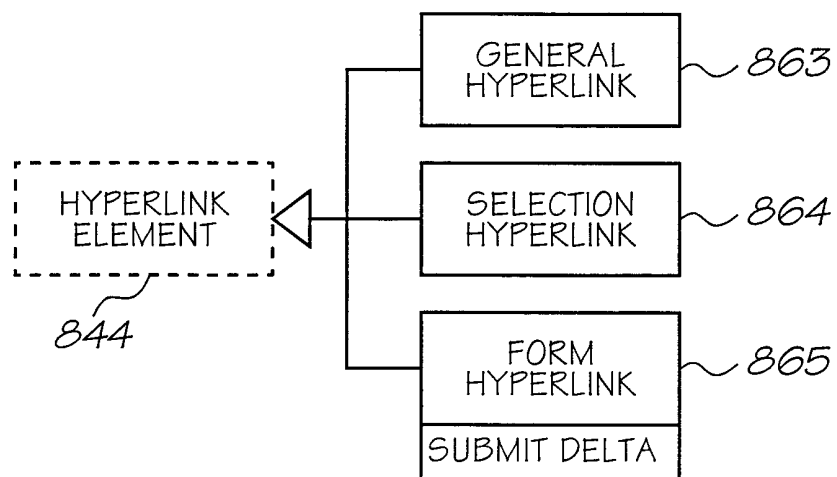 GENERAL
HYPERLINK
863
HYPERLINK
ELEMENT
844
SELECTION
HYPERLINK
864
FORM
HYPERLINK
865
SUBMIT DELTA